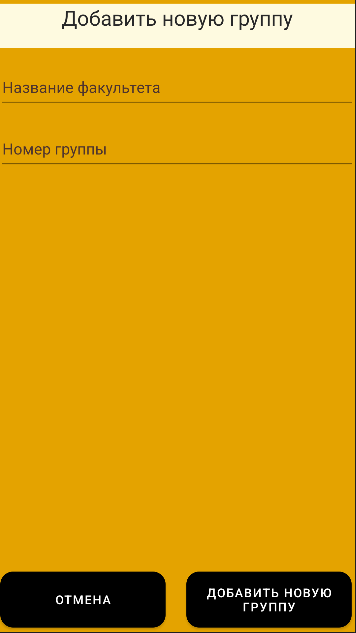 Добавить новую группу
Название факультета
Номер группы
ОТМЕНА
ДОБАВИТЬ НОВУЮ
ГРУППУ